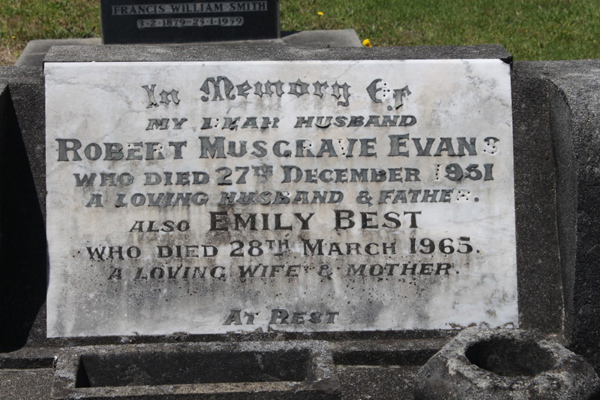 FRANCIS WILLIAM SMITH
In Memory Of
MY DEAR HUSBAND
ROBERT MUSGRAVE EVANS
WHO DIED 27TH DECEMBER 1951
A LOVING HUSBAND & FATHER.
ALSO EMILY BEST
WHO DIED 28TH MARCH 1965.
A LOVING WIFE & MOTHER.
AT REST